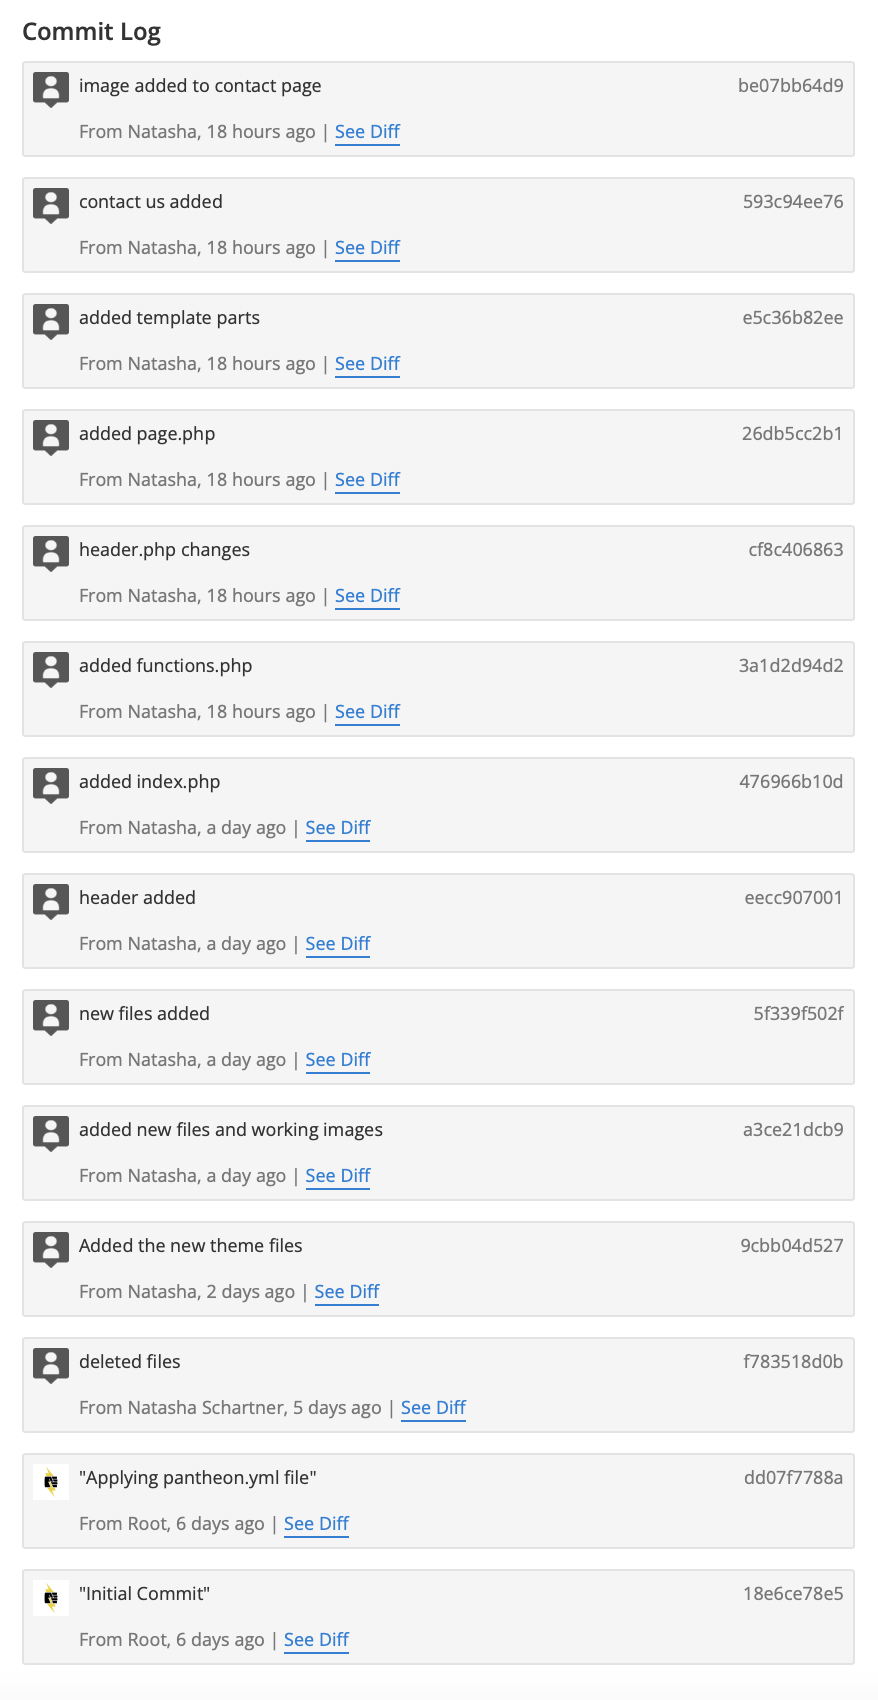 Commit Log
image added to contact page be07bb64d9
From Natasha, 18 hours ago | See Diff
contact us added 593c94ee76
From Natasha, 18 hours ago | See Diff
added template parts e5c36b82ee
From Natasha, 18 hours ago | See Diff
added page.php 26db5cc2b1
From Natasha, 18 hours ago | See Diff
header.php changes cf8c406863
From Natasha, 18 hours ago | See Diff
added functions.php 3a1d2d94d2
From Natasha, 18 hours ago | See Diff
added index.php 476966b10d
From Natasha, a day ago | See Diff
header added eecc907001
From Natasha, a day ago | See Diff
new files added 5f339f502f
From Natasha, a day ago | See Diff
added new files and working images a3ce21dcb9
From Natasha, a day ago | See Diff
Added the new theme files 9cbb04d527
From Natasha, 2 days ago | See Diff
deleted files f783518d0b
From Natasha Schartner, 5 days ago | See Diff
"Applying pantheon.yml file" dd07f7788a
From Root, 6 days ago | See Diff
"Initial Commit" 18e6ce78e5
From Root, 6 days ago | See Diff